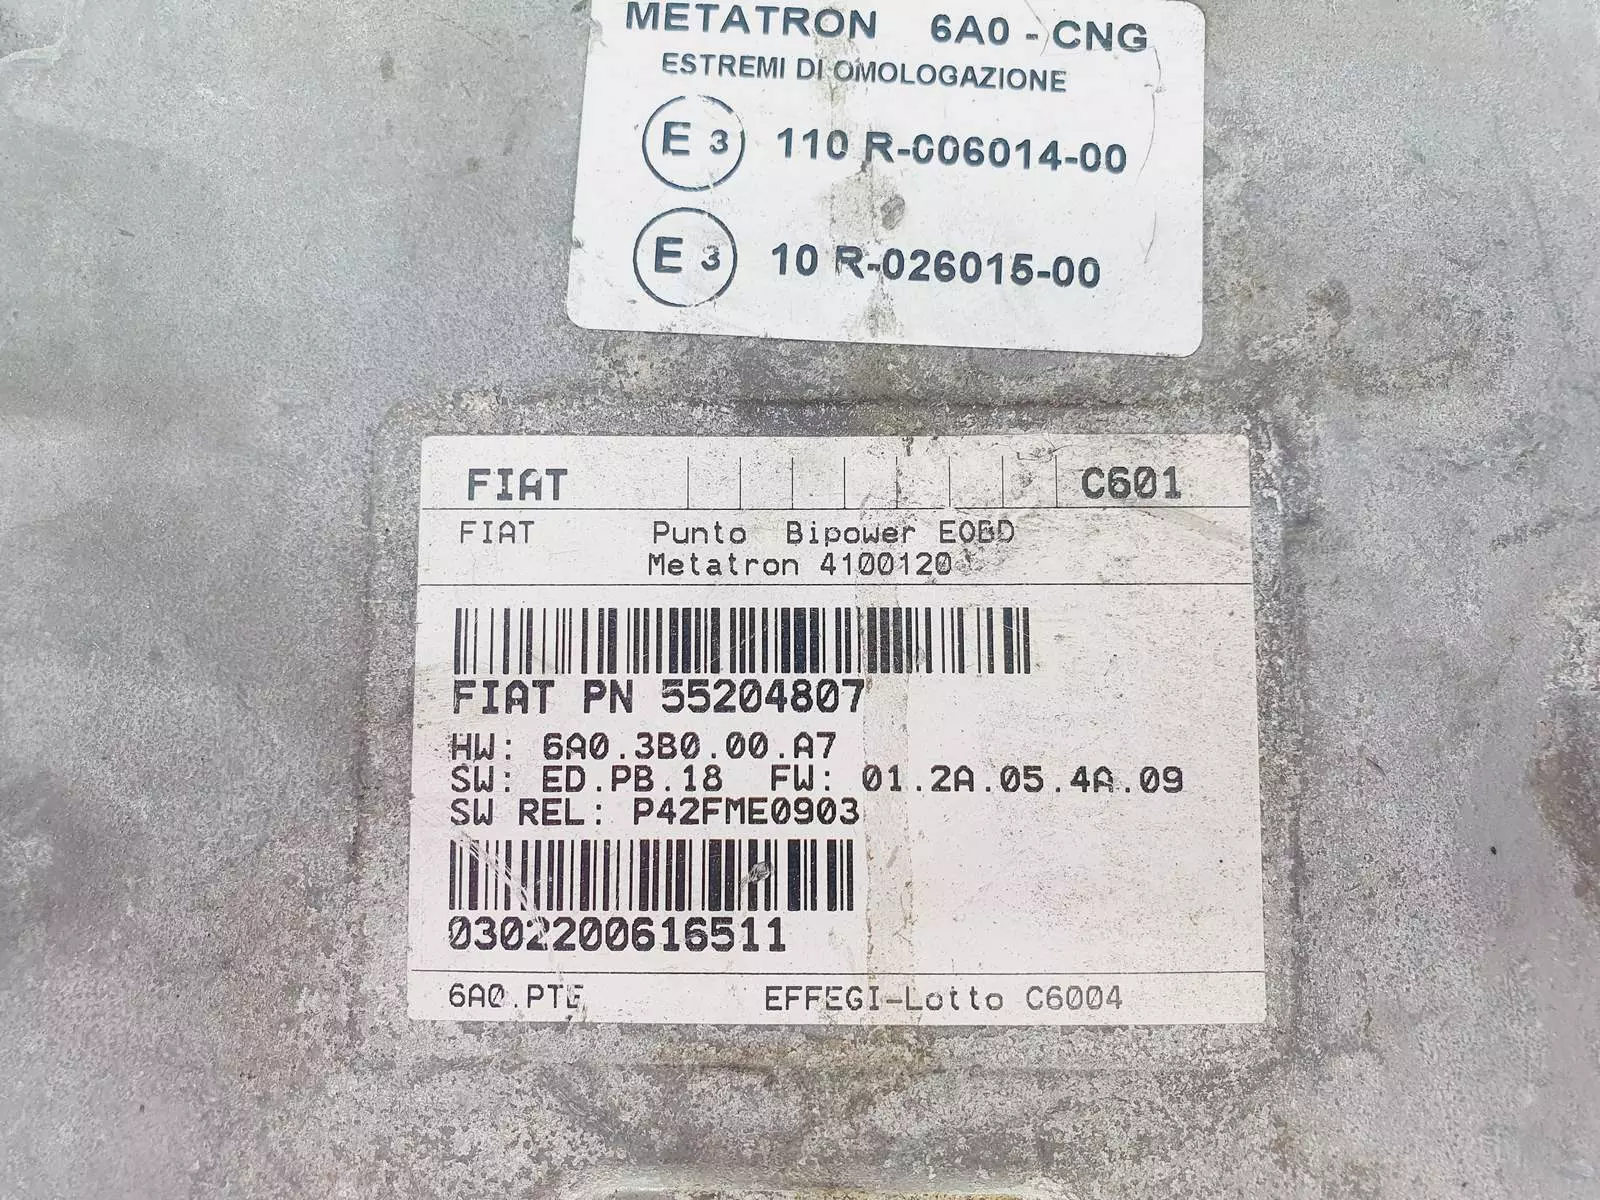 METATRON 6A0 - CNG
ESTREMI DI OMOLOGAZIONE
E 3 110 R-006014-00
E 3 10 R-026015-00
FIAT C601
FIAT Punto Bipower EOBD
Metatron 4100120
FIAT PN 55204807
HW: 6A0.3B0.00.A7
SW: ED.PB.18 FW: 01.2A.05.4A.09
SW REL: P42FME0903
0302200616511
EFFEGI-Lotto C6004